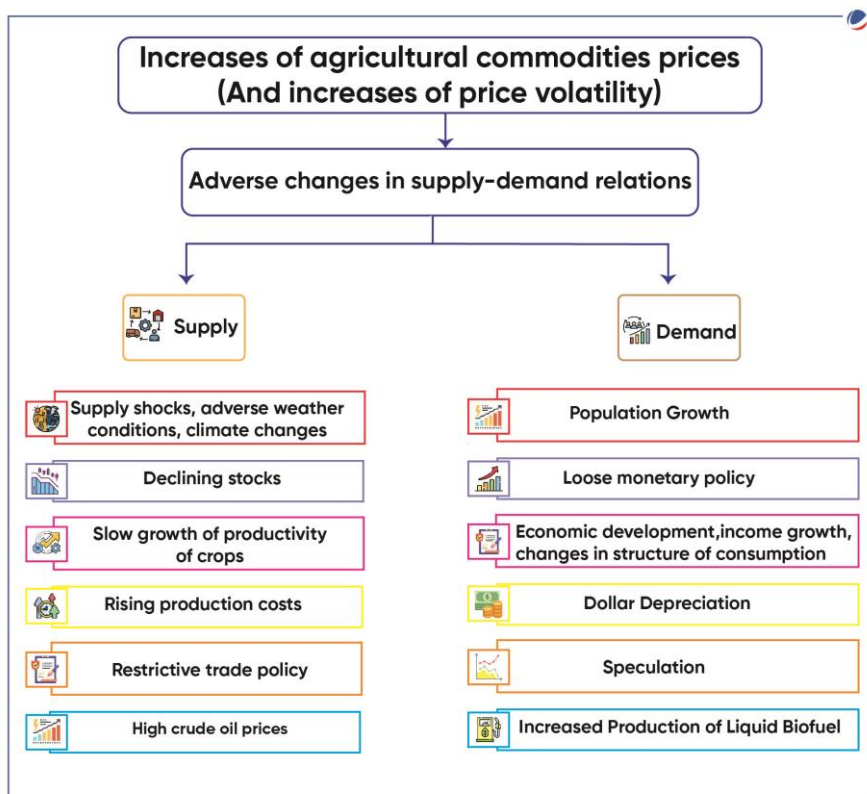 Increases of agricultural commodities prices
(And increases of price volatility)
Adverse changes in supply-demand relations
Supply
Supply shocks, adverse weather
conditions, climate changes
Declining stocks
Slow growth of productivity
of crops
Rising production costs
Restrictive trade policy
High crude oil prices
Demand
Population Growth
Loose monetary policy
Economic development,income growth,
changes in structure of consumption
Dollar Depreciation
Speculation
Increased Production of Liquid Biofuel